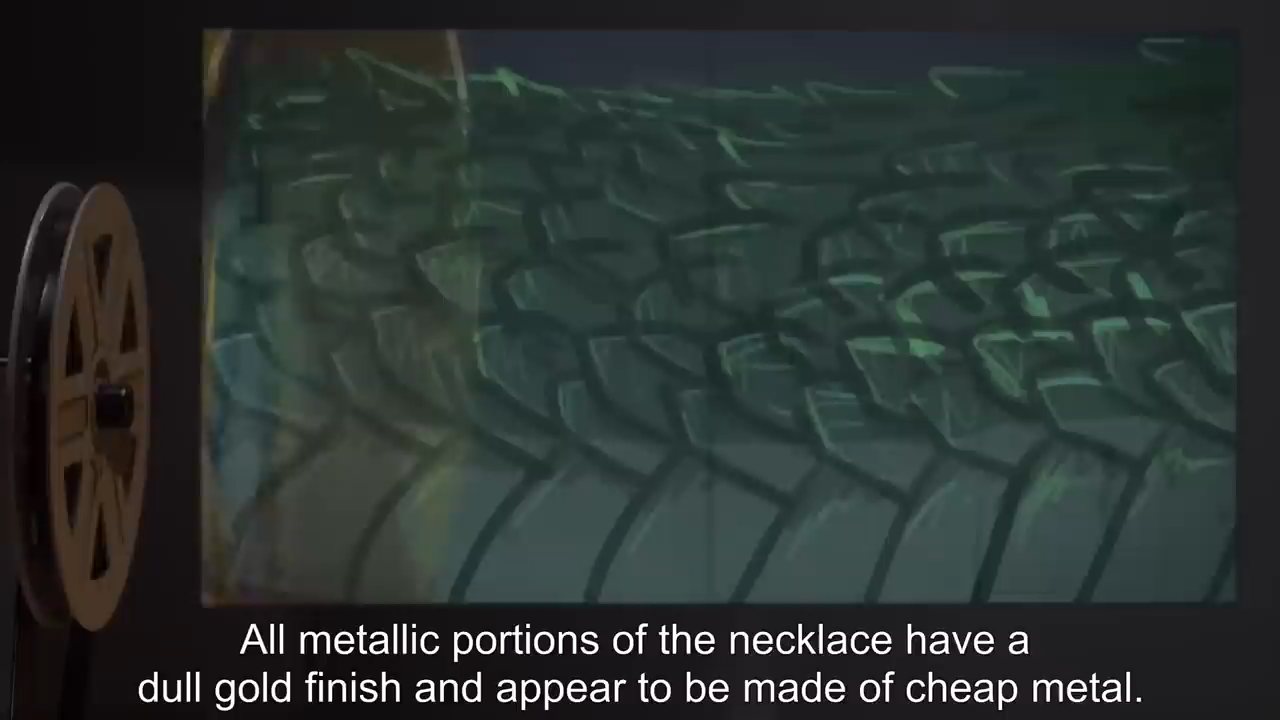 All metallic portions of the necklace have a
dull gold finish and appear to be made of cheap metal.